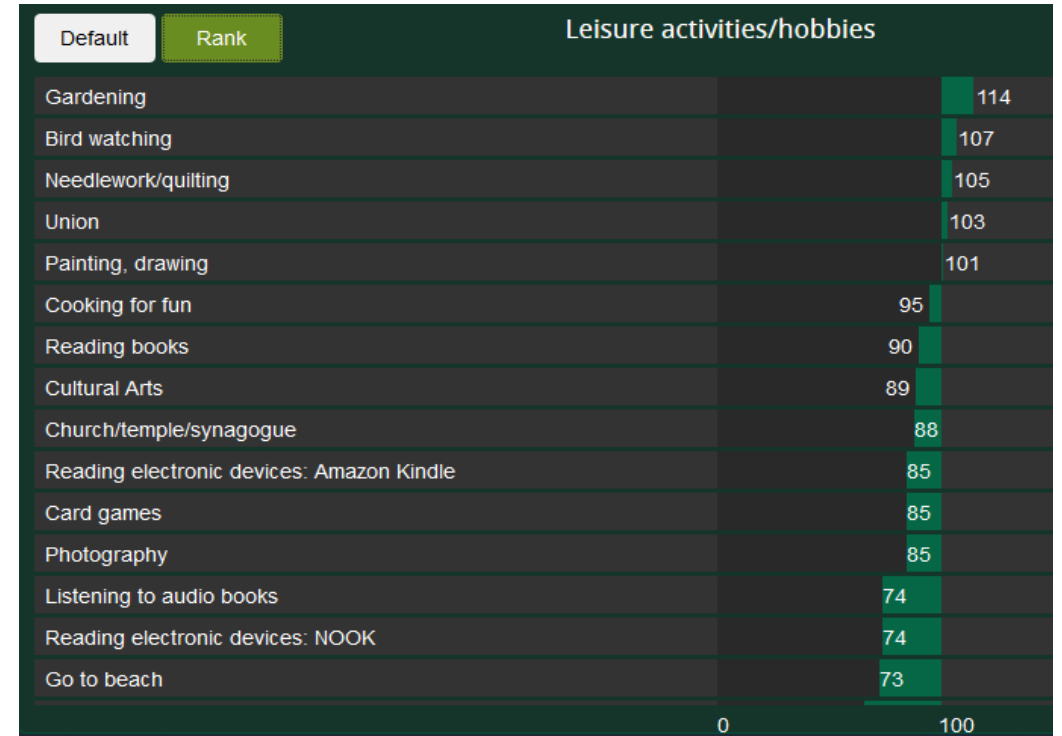 Default Rank Leisure activities/hobbies
Gardening 114
Bird watching 107
Needlework/quilting 105
Union 103
Painting, drawing 101
Cooking for fun 95
Reading books 90
Cultural Arts 89
Church/temple/synagogue 88
Reading electronic devices: Amazon Kindle 85
Card games 85
Photography 85
Listening to audio books 74
Reading electronic devices: NOOK 74
Go to beach 73
0 100